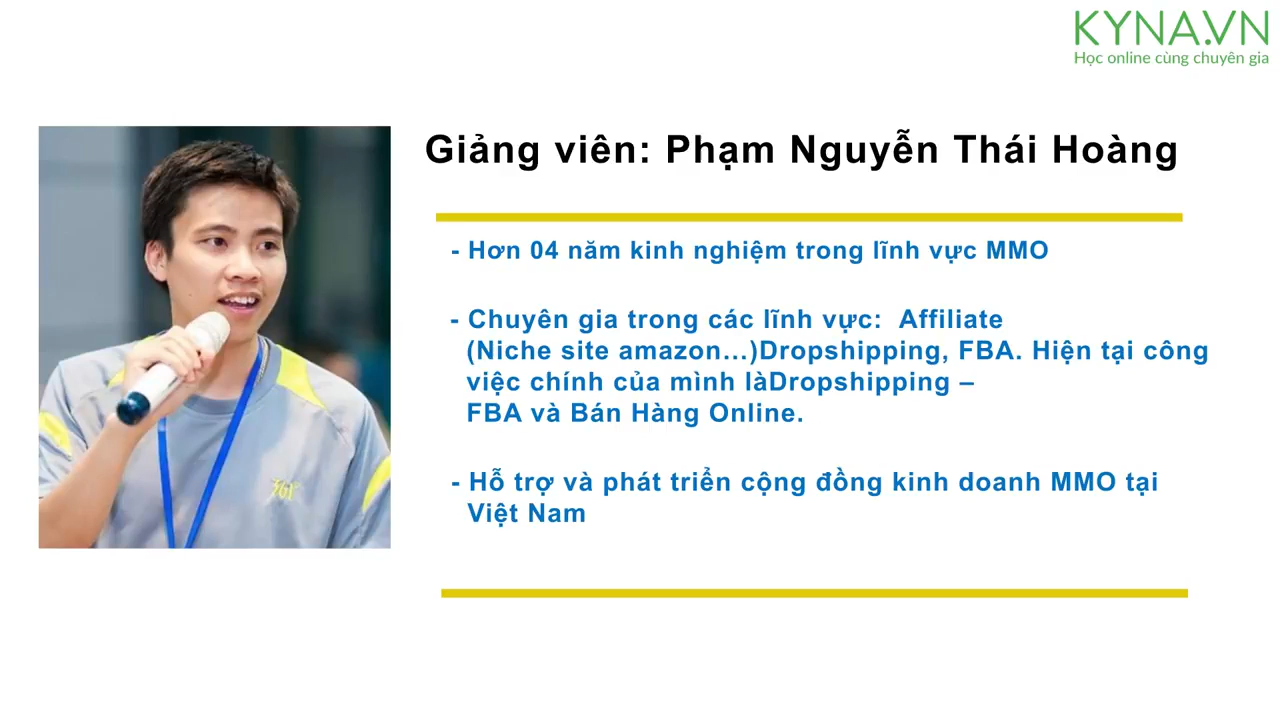 KYNA.VN
Học online cùng chuyên gia
Giảng viên: Phạm Nguyễn Thái Hoàng
- Hơn 04 năm kinh nghiệm trong lĩnh vực MMO
- Chuyên gia trong các lĩnh vực:  Affiliate
(Niche site amazon...)Dropshipping, FBA. Hiện tại công
việc chính của mình làDropshipping –
FBA và Bán Hàng Online.
- Hỗ trợ và phát triển cộng đồng kinh doanh MMO tại
Việt Nam
361°